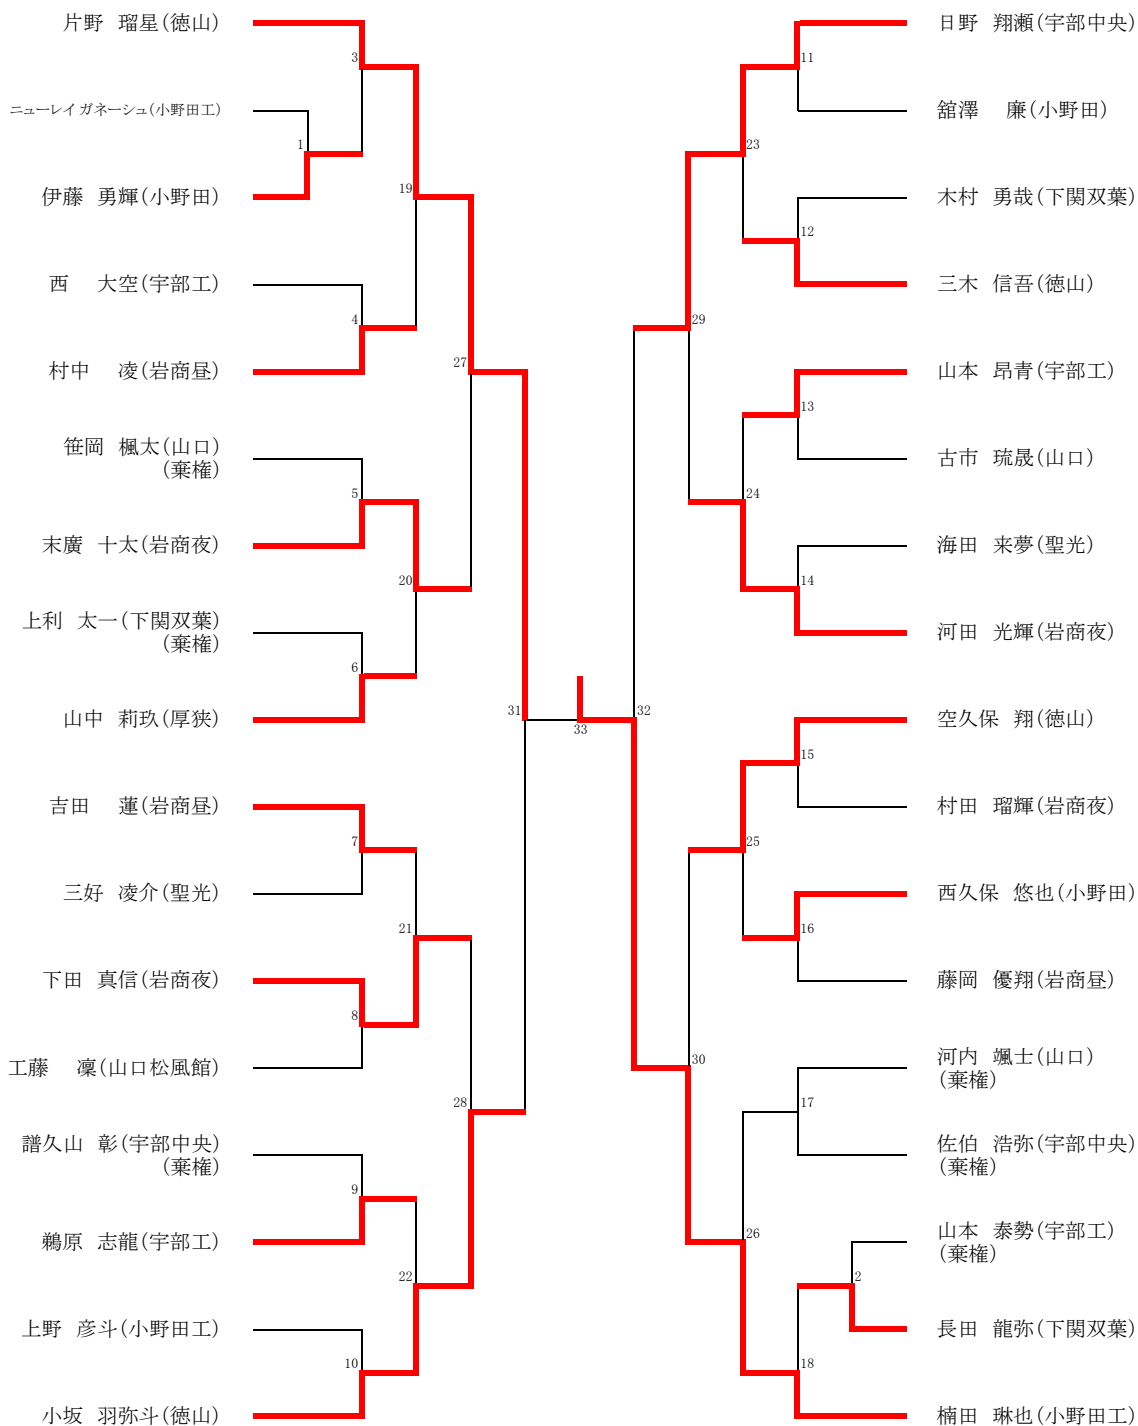 片野 瑠星(徳山)
3
ニューレイ ガネーシュ(小野田工)
1
伊藤 勇輝(小野田)
19
西 大空(宇部工)
4
村中 凌(岩商昼)
27
笹岡 楓太(山口)
(棄権)
5
末廣 十太(岩商夜)
20
上利 太一(下関双葉)
(棄権)
6
山中 莉玖(厚狭)
31
吉田 蓮(岩商昼)
7
三好 凌介(聖光)
21
下田 真信(岩商夜)
8
工藤 凜(山口松風館)
28
譜久山 彰(宇部中央)
(棄権)
9
鵜原 志龍(宇部工)
22
上野 彦斗(小野田工)
10
小坂 羽弥斗(徳山)
33
日野 翔瀬(宇部中央)
11
舘澤 廉(小野田)
23
木村 勇哉(下関双葉)
12
三木 信吾(徳山)
29
山本 昂青(宇部工)
13
古市 琉晟(山口)
24
海田 来夢(聖光)
14
河田 光輝(岩商夜)
32
空久保 翔(徳山)
15
村田 瑠輝(岩商夜)
25
西久保 悠也(小野田)
16
藤岡 優翔(岩商昼)
30
河内 颯士(山口)
(棄権)
17
佐伯 浩弥(宇部中央)
(棄権)
26
山本 泰勢(宇部工)
(棄権)
2
長田 龍弥(下関双葉)
18
楠田 琳也(小野田工)